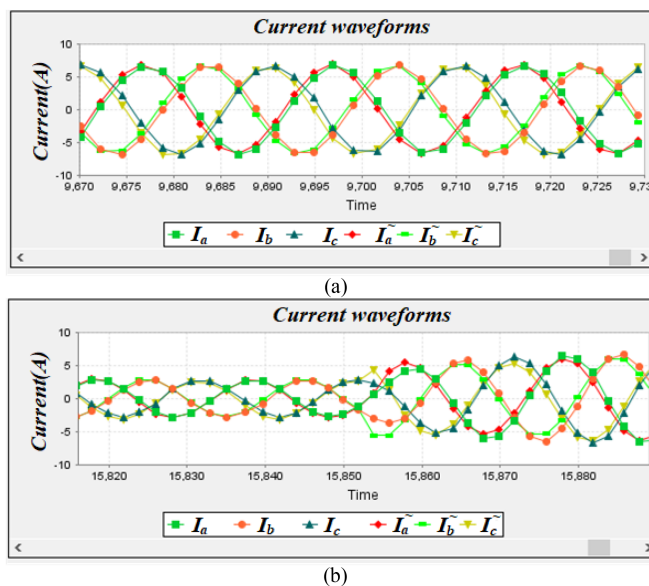 Current waveforms
Current(A)
10
5
0
-5
-10
9,670 9,675 9,680 9,685 9,690 9,695 9,700 9,705 9,710 9,715 9,720 9,725 9,73
Time
Ia Ib Ic Ia~ Ib~ Ic~
(a)
Current waveforms
Current(A)
10
5
0
-5
-10
15,820 15,830 15,840 15,850 15,860 15,870 15,880
Time
Ia Ib Ic Ia~ Ib~ Ic~
(b)